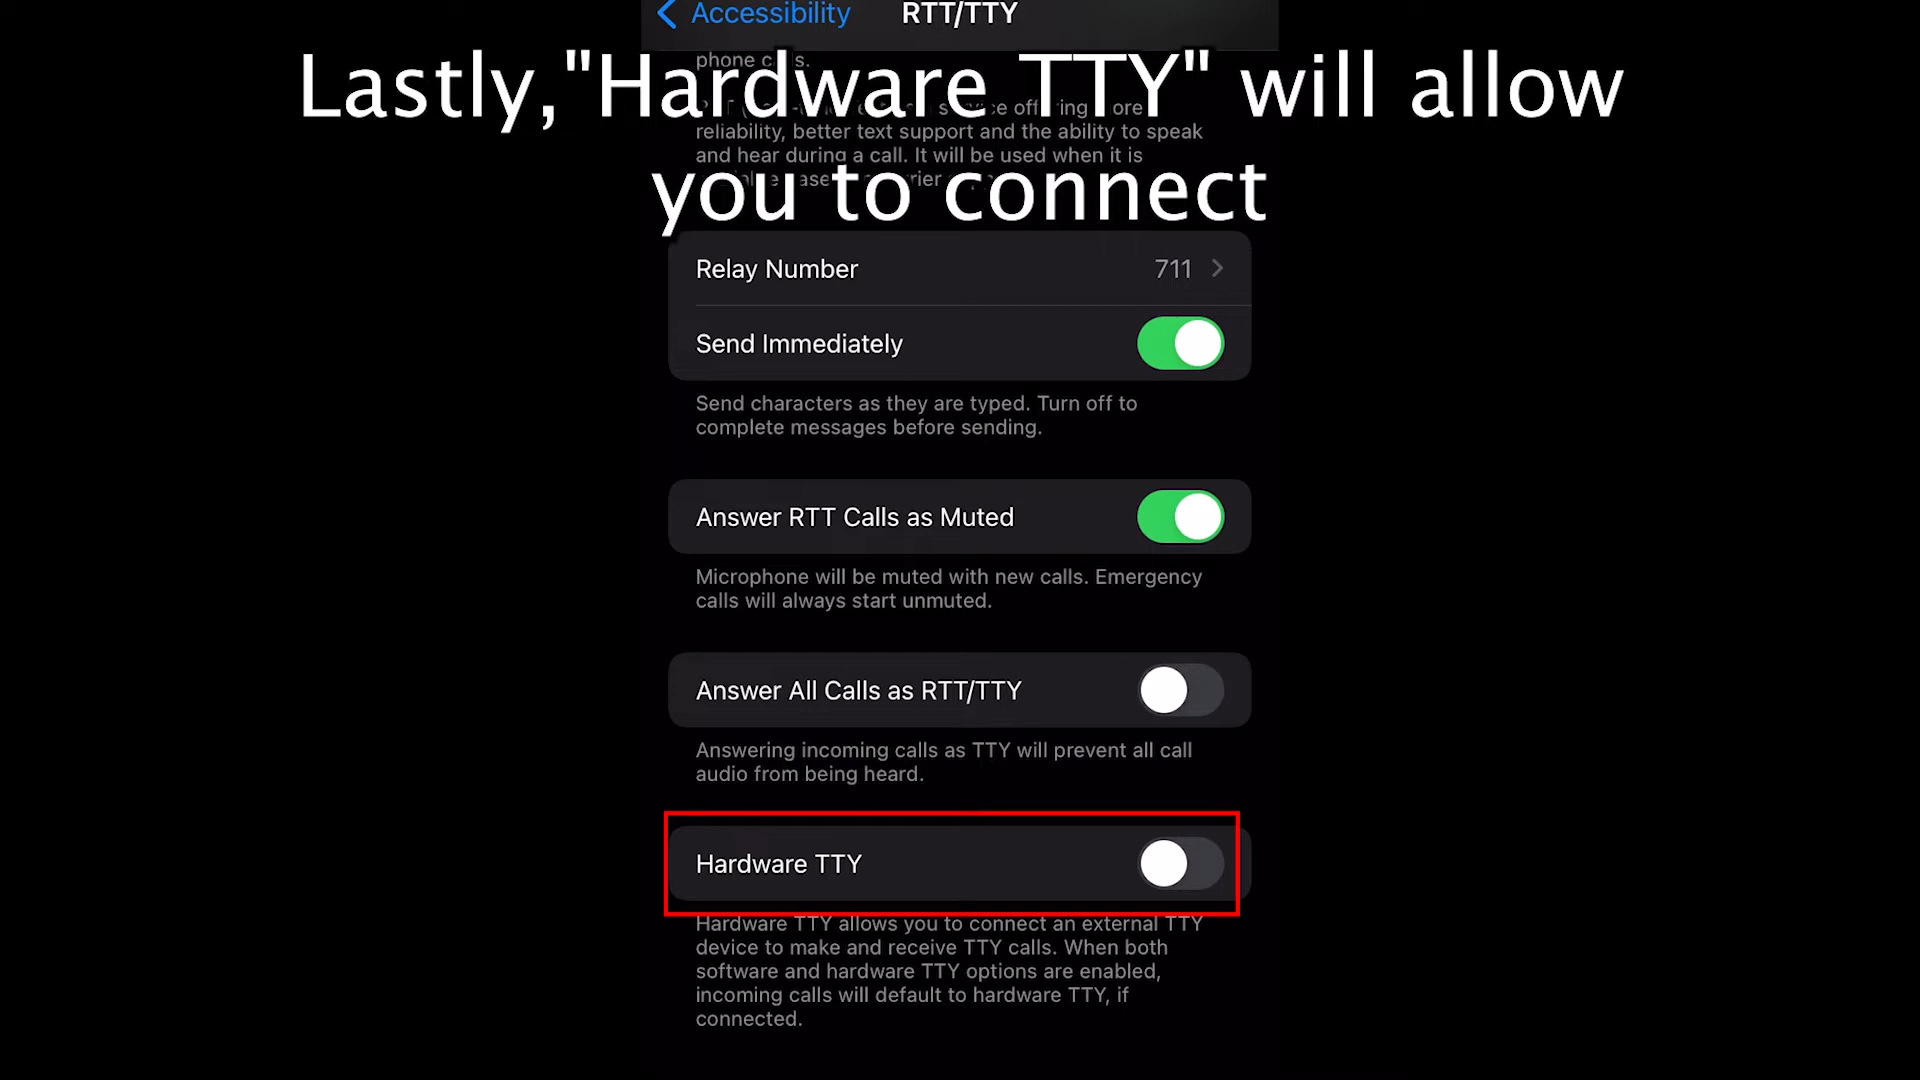 Accessibility
RTT/TTY
phone
Lastly,"Hardware TTY" will allow
reliability, better text support and the ability to speak
and hear during a call. It will be used when it is
you to connect
Relay Number
711
Send Immediately
Send characters as they are typed. Turn off to
complete messages before sending.
Answer RTT Calls as Muted
Microphone will be muted with new calls. Emergency
calls will always start unmuted.
Answer All Calls as RTT/TTY
Answering incoming calls as TTY will prevent all call
audio from being heard.
Hardware TTY
Hardware TTY allows you to connect an external TTY
device to make and receive TTY calls. When both
software and hardware TTY options are enabled,
incoming calls will default to hardware TTY, if
connected.